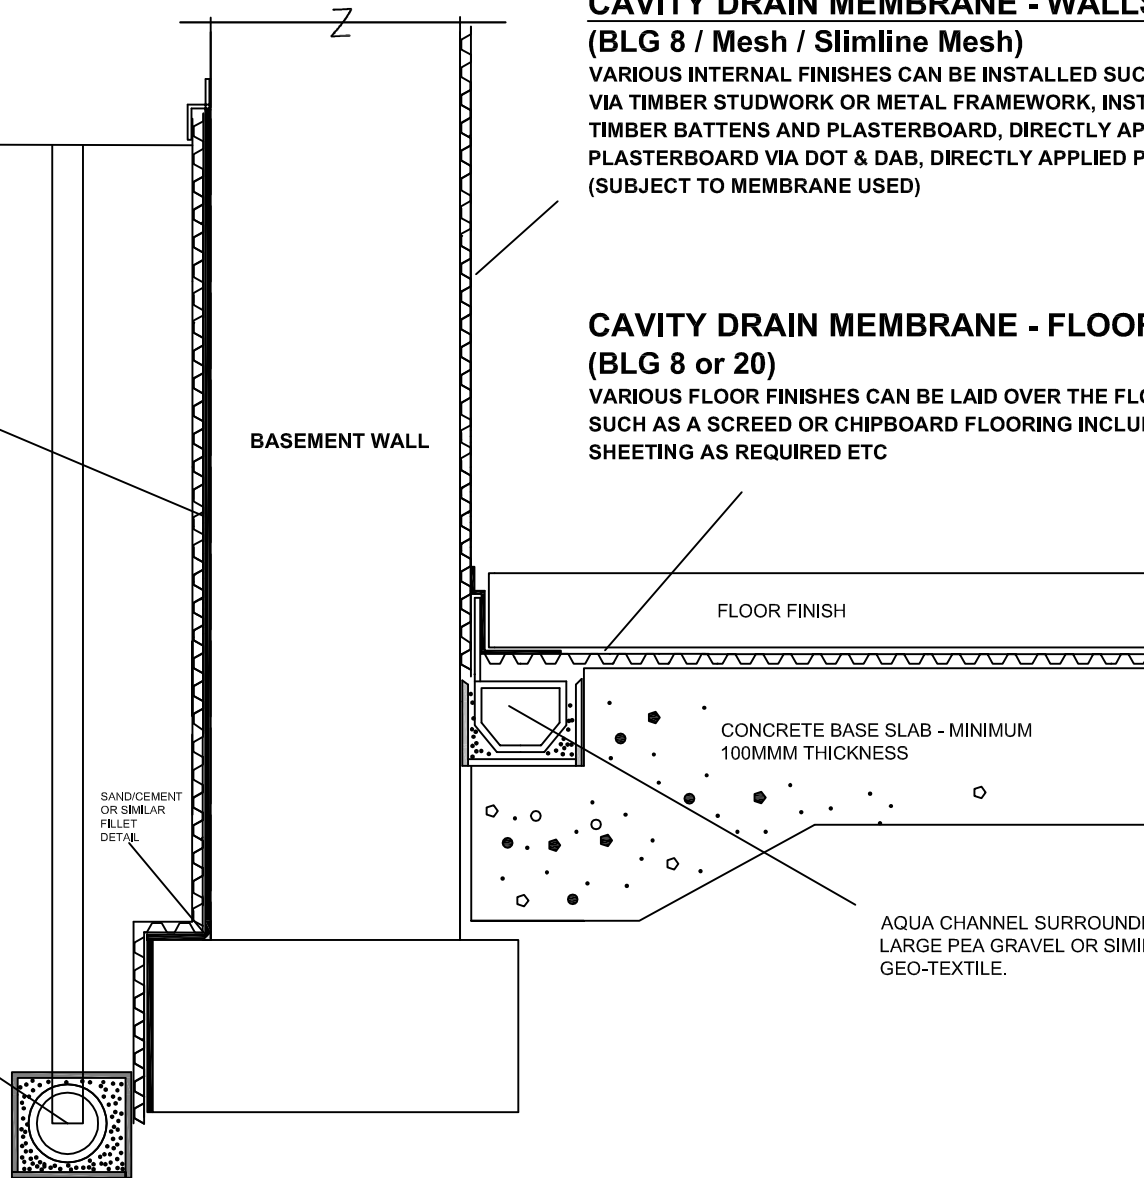 CAVITY DRAIN MEMBRANE - WALLS
(BLG 8 / Mesh / Slimline Mesh)
VARIOUS INTERNAL FINISHES CAN BE INSTALLED SUC
VIA TIMBER STUDWORK OR METAL FRAMEWORK, INST
TIMBER BATTENS AND PLASTERBOARD, DIRECTLY AP
PLASTERBOARD VIA DOT & DAB, DIRECTLY APPLIED P
(SUBJECT TO MEMBRANE USED)
CAVITY DRAIN MEMBRANE - FLOOR
(BLG 8 or 20)
VARIOUS FLOOR FINISHES CAN BE LAID OVER THE FLO
SUCH AS A SCREED OR CHIPBOARD FLOORING INCLU
SHEETING AS REQUIRED ETC
BASEMENT WALL
FLOOR FINISH
CONCRETE BASE SLAB - MINIMUM
100MMM THICKNESS
SAND/CEMENT
OR SIMILAR
FILLET
DETAIL
AQUA CHANNEL SURROUND
LARGE PEA GRAVEL OR SIMI
GEO-TEXTILE.